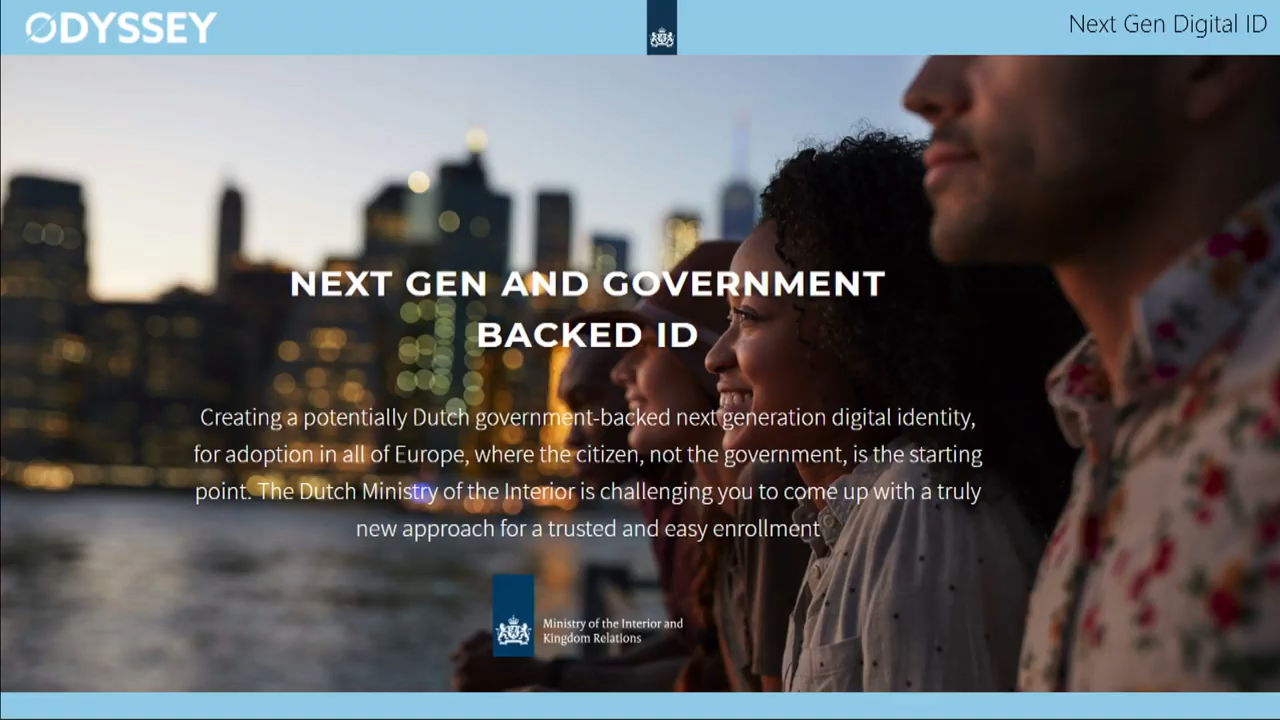 ODYSSEY
Next Gen Digital ID
NEXT GEN AND GOVERNMENT
BACKED ID
Creating a potentially Dutch government-backed next generation digital identity,
for adoption in all of Europe, where the citizen, not the government, is the starting
point. The Dutch Ministry of the Interior is challenging you to come up with a truly
new approach for a trusted and easy enrollment
Ministry of the Interior and
Kingdom Relations